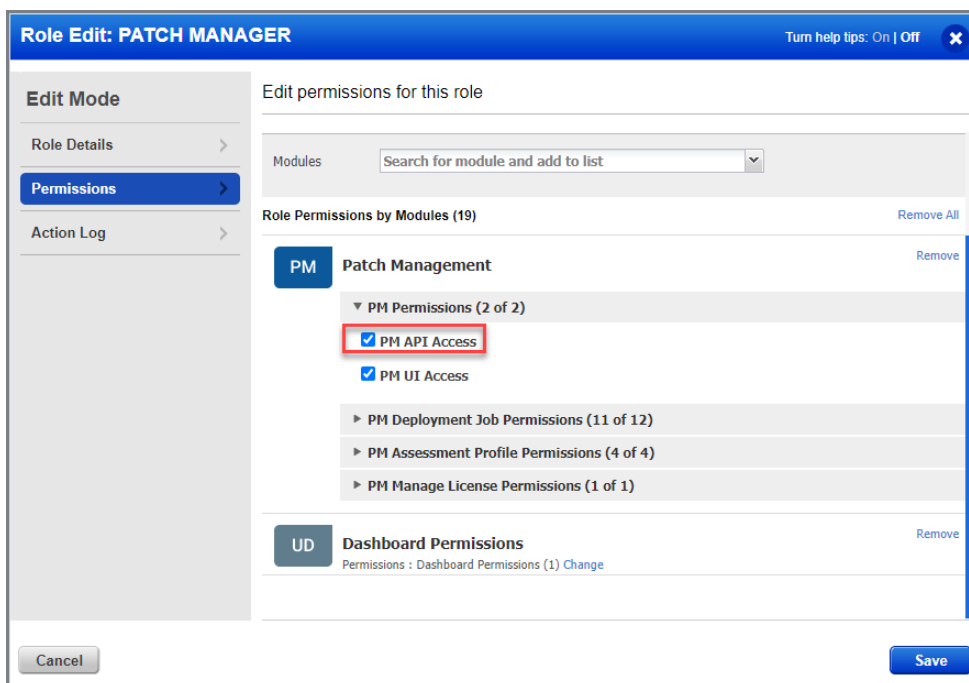 Role Edit: PATCH MANAGER
Turn help tips: On | Off
Edit Mode
Role Details
Permissions
Action Log
Edit permissions for this role
Modules
Search for module and add to list
Role Permissions by Modules (19)
Remove All
PM
Patch Management
Remove
PM Permissions (2 of 2)
PM API Access
PM UI Access
PM Deployment Job Permissions (11 of 12)
PM Assessment Profile Permissions (4 of 4)
PM Manage License Permissions (1 of 1)
UD
Dashboard Permissions
Remove
Permissions : Dashboard Permissions (1) Change
Cancel
Save